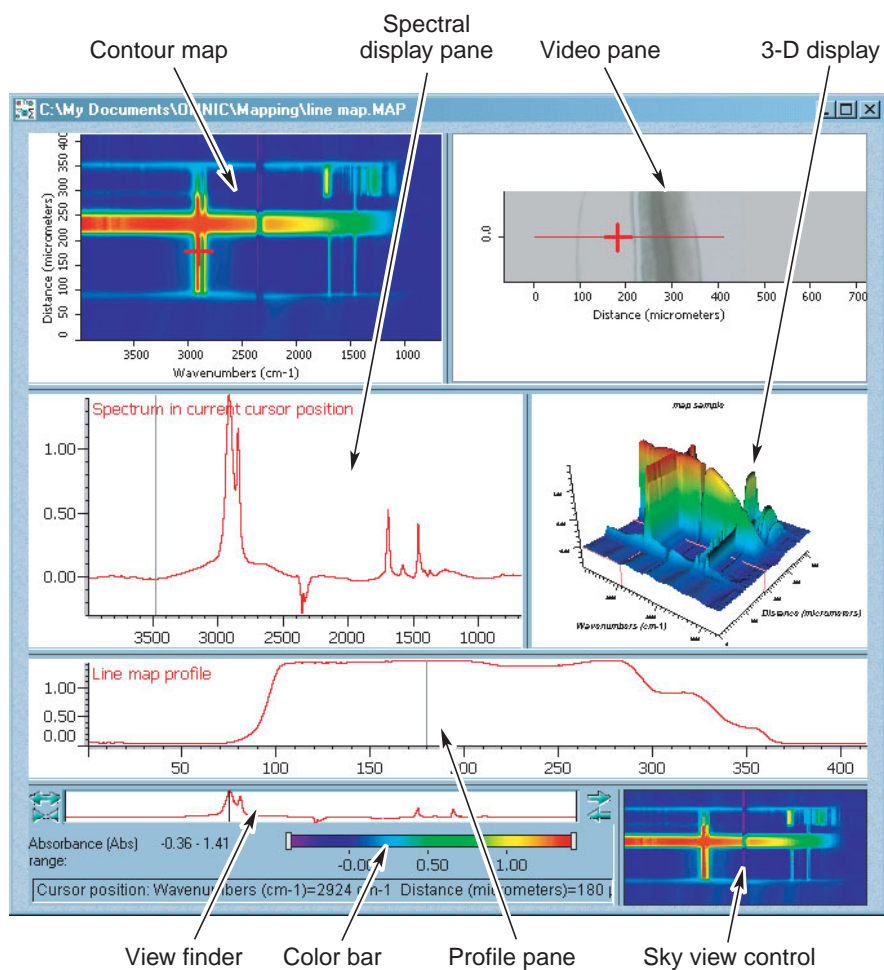 Contour map
Spectral
display pane
Video pane
3-D display
C:\My Documents\OMNIC\Mapping\line map.MAP
Distance (micrometers)
0 50 100 150 200 250 300 350
3500 3000 2500 2000 1500 1000
Wavenumbers (cm-1)
0.0
0 100 200 300 400 500 600 700
Distance (micrometers)
Spectrum in current cursor position
1.00
0.50
0.00
3500 3000 2500 2000 1500 1000
map sample
Wavenumbers (cm-1)
Distance (micrometers)
Line map profile
1.00
0.50
0.00
50 100 150 200 250 300 350 400
Absorbance (Abs) -0.36 - 1.41
range:
-0.00 0.50 1.00
Cursor position: Wavenumbers (cm-1)=2924 cm-1 Distance (micrometers)=180
View finder
Color bar
Profile pane
Sky view control